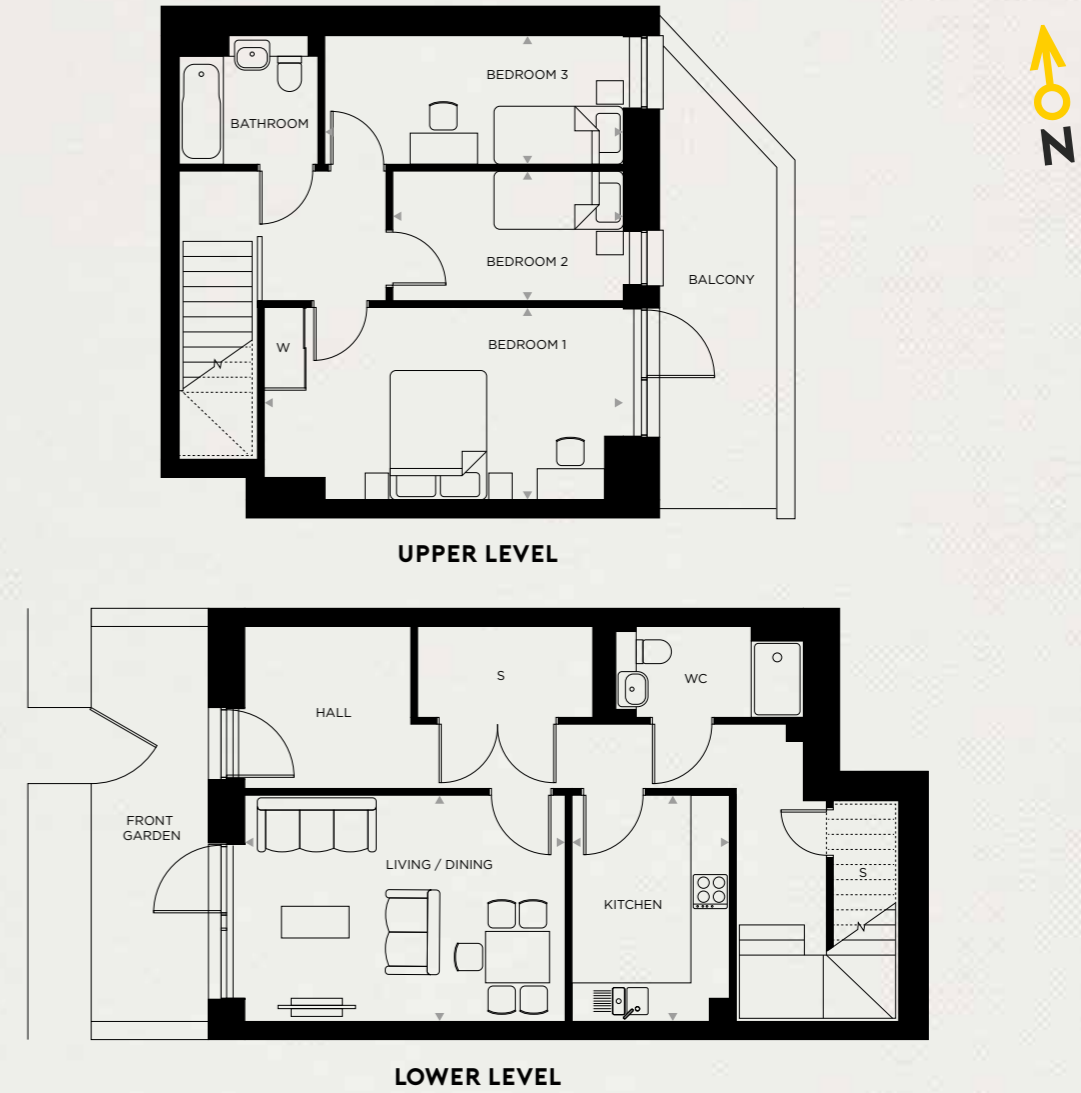 BEDROOM 3
BATHROOM
BEDROOM 2
BALCONY
W
BEDROOM 1
N
N
UPPER LEVEL
S
WC
HALL
FRONT
GARDEN
LIVING / DINING
KITCHEN
S
N
LOWER LEVEL